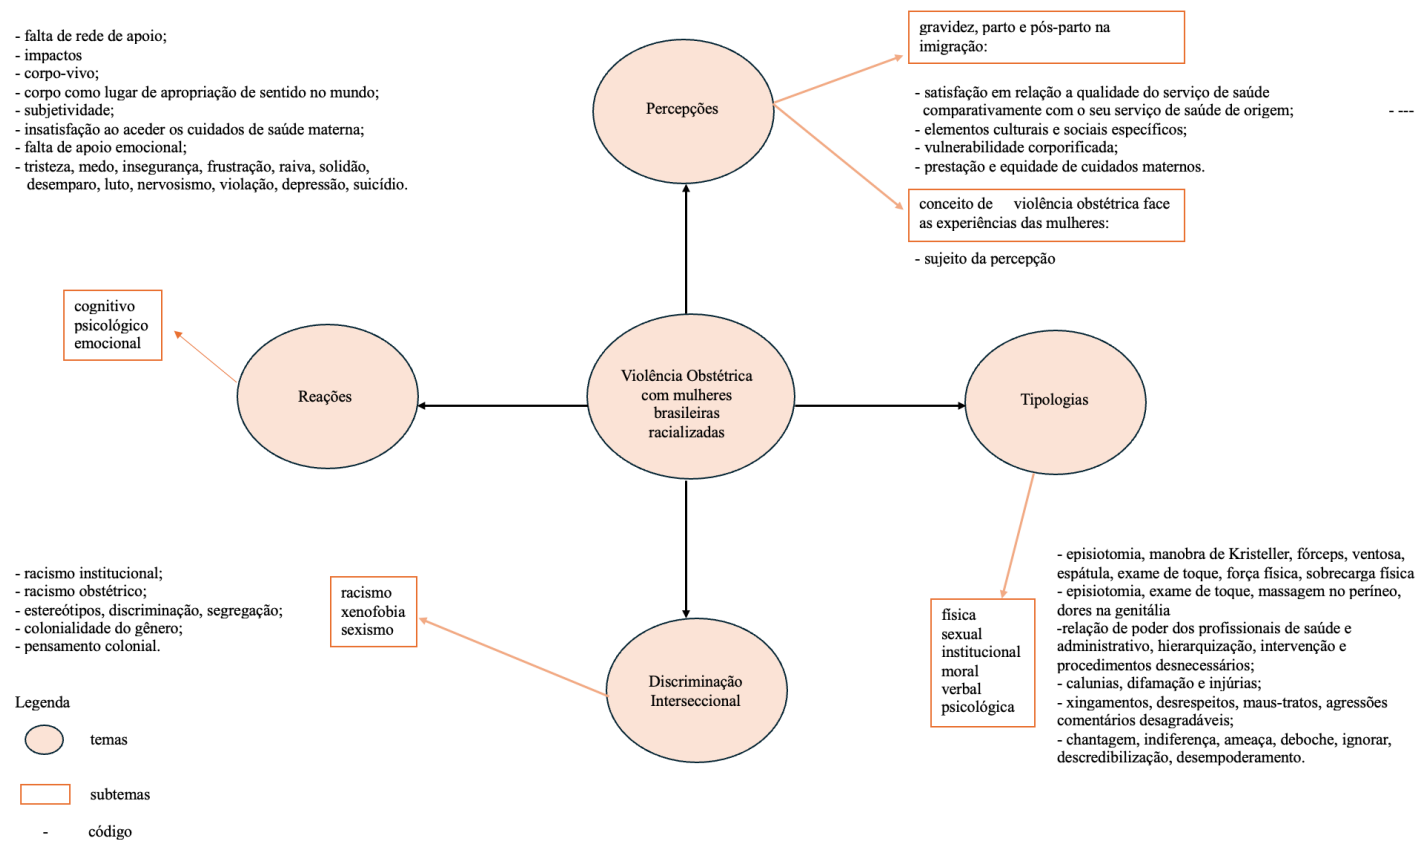 - falta de rede de apoio;
- impactos
- corpo-vivo;
- corpo como lugar de apropriação de sentido no mundo;
- subjetividade;
- insatisfação ao aceder os cuidados de saúde materna;
- falta de apoio emocional;
- tristeza, medo, insegurança, frustração, raiva, solidão,
desemparo, luto, nervosismo, violação, depressão, suicídio.
Percepções
gravidez, parto e pós-parto na
imigração:
- satisfação em relação a qualidade do serviço de saúde
comparativamente com o seu serviço de saúde de origem;
- elementos culturais e sociais específicos;
- vulnerabilidade corporificada;
- prestação e equidade de cuidados maternos.
- ---
conceito de violência obstétrica face
as experiências das mulheres:
- sujeito da percepção
cognitivo
psicológico
emocional
Reações
Violência Obstétrica
com mulheres
brasileiras
racializadas
Tipologias
- racismo institucional;
- racismo obstétrico;
- estereótipos, discriminação, segregação;
- colonialidade do gênero;
- pensamento colonial.
racismo
xenofobia
sexismo
Discriminação
Interseccional
física
sexual
institucional
moral
verbal
psicológica
- episiotomia, manobra de Kristeller, fórceps, ventosa,
espátula, exame de toque, força física, sobrecarga física
- episiotomia, exame de toque, massagem no períneo,
dores na genitália
-relação de poder dos profissionais de saúde e
administrativo, hierarquização, intervenção e
procedimentos desnecessários;
- calunias, difamação e injúrias;
- xingamentos, desrespeitos, maus-tratos, agressões
comentários desagradáveis;
- chantagem, indiferença, ameaça, deboche, ignorar,
descredibilização, desempoderamento.
Legenda
temas
subtemas
- código